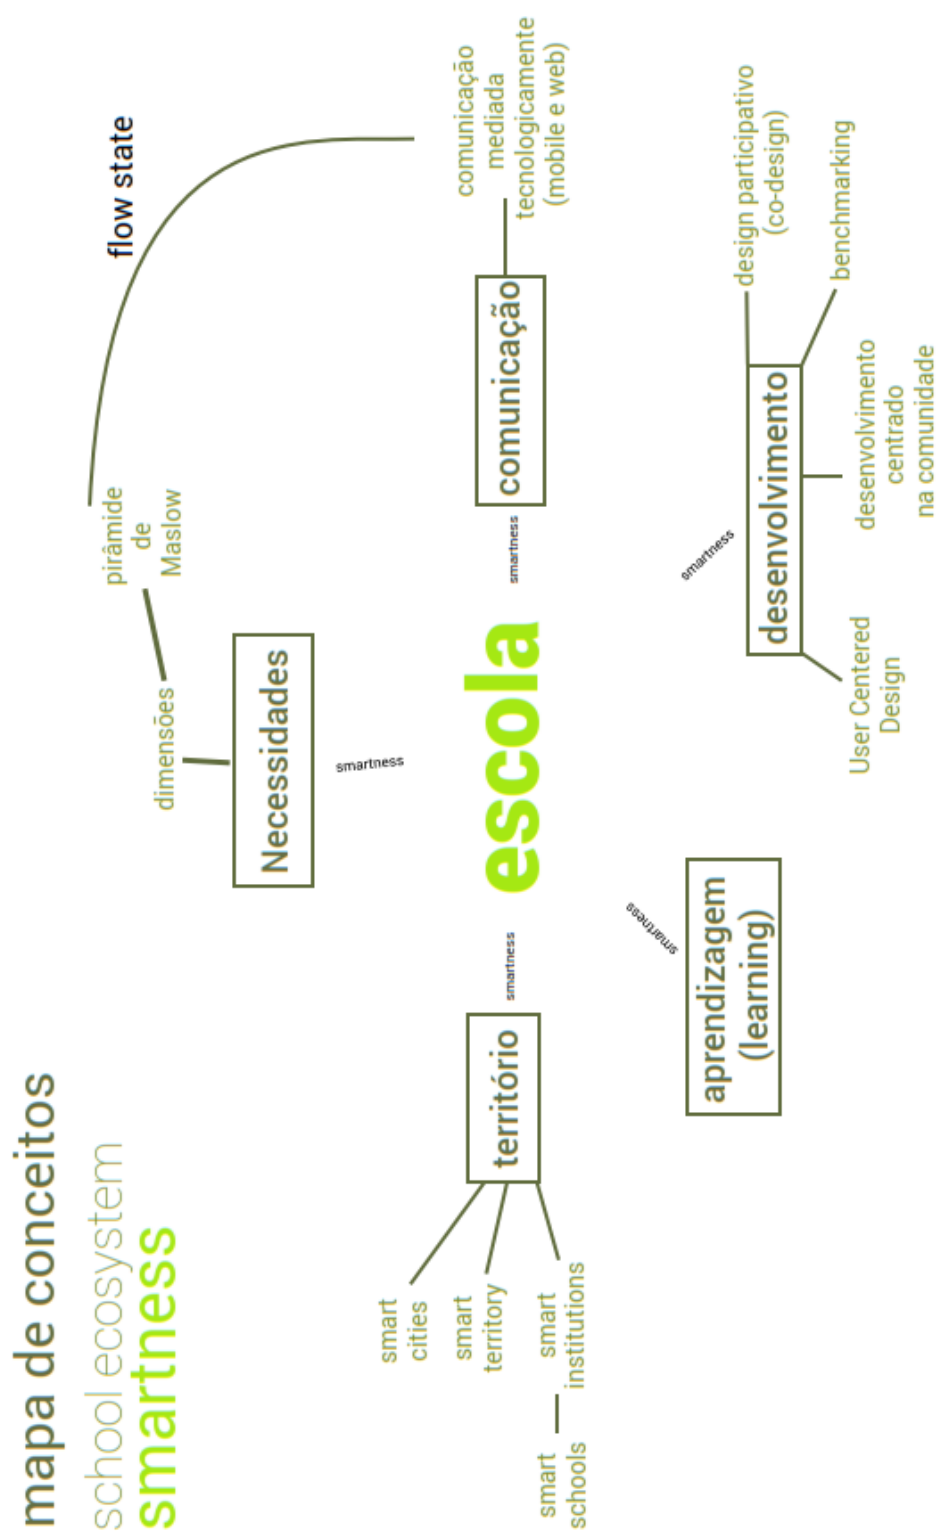 mapa de conceitos
school ecosystem
smartness
flow state
pirâmide
de
Maslow
dimensões
Necessidades
smartness
smart
cities
smart
territory
smart
institutions
smart
schools
território
smartness
escola
smartness
comunicação
comunicação
mediada
tecnologicamente
(mobile e web)
smartness
aprendizagem
(learning)
smartness
desenvolvimento
design participativo
(co-design)
benchmarking
desenvolvimento
centrado
na comunidade
User Centered
Design